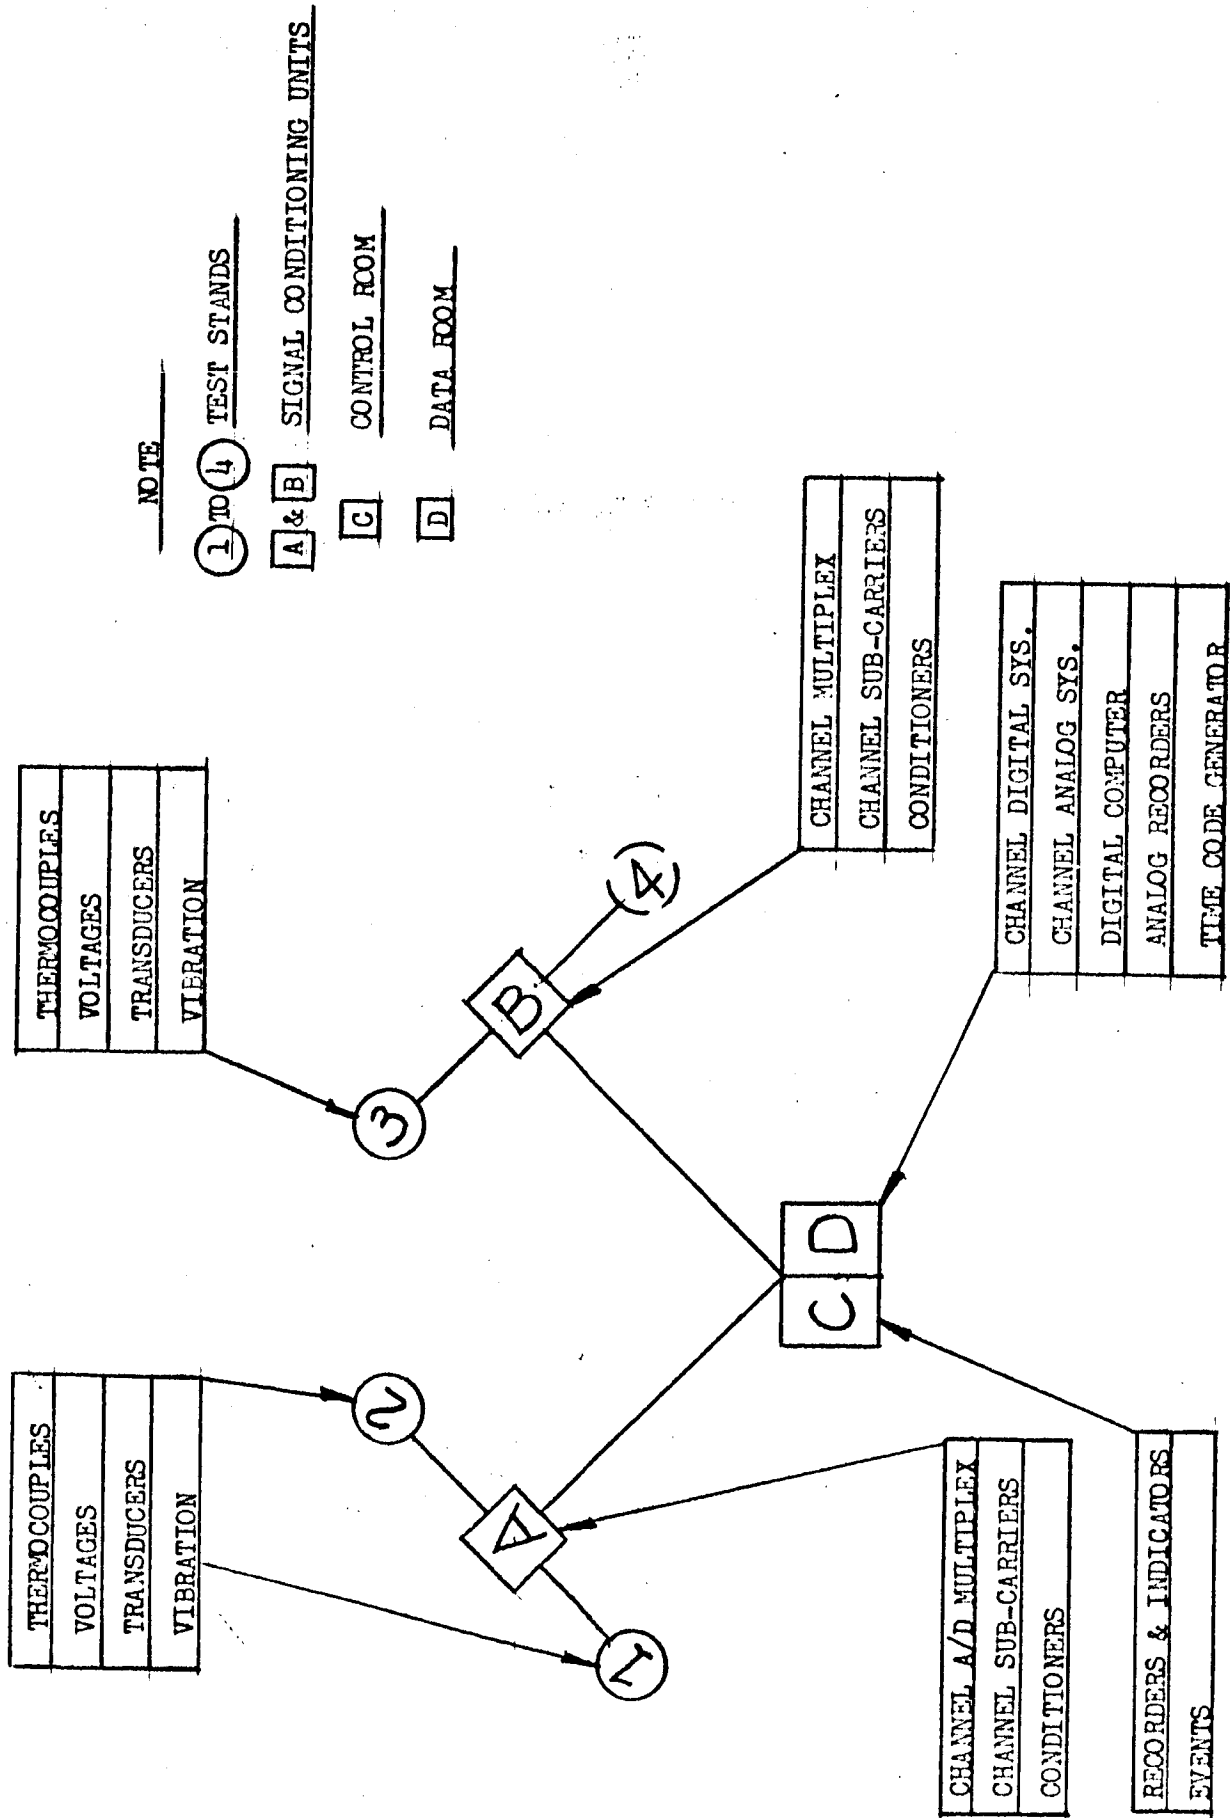 NOTE
1 TO 4 TEST STANDS
A & B SIGNAL CONDITIONING UNITS
C CONTROL ROOM
D DATA ROOM
THERMOCOUPLES
VOLTAGES
TRANSDUCERS
VIBRATION
THERMOCOUPLES
VOLTAGES
TRANSDUCERS
VIBRATION
2
3
1
A
B
4
C D
CHANNEL A/D MULTIPLEX
CHANNEL SUB-CARRIERS
CONDITIONERS
CHANNEL MULTIPLEX
CHANNEL SUB-CARRIERS
CONDITIONERS
RECORDERS & INDICATORS
EVENTS
CHANNEL DIGITAL SYS.
CHANNEL ANALOG SYS.
DIGITAL COMPUTER
ANALOG RECORDERS
TIME CODE GENERATOR